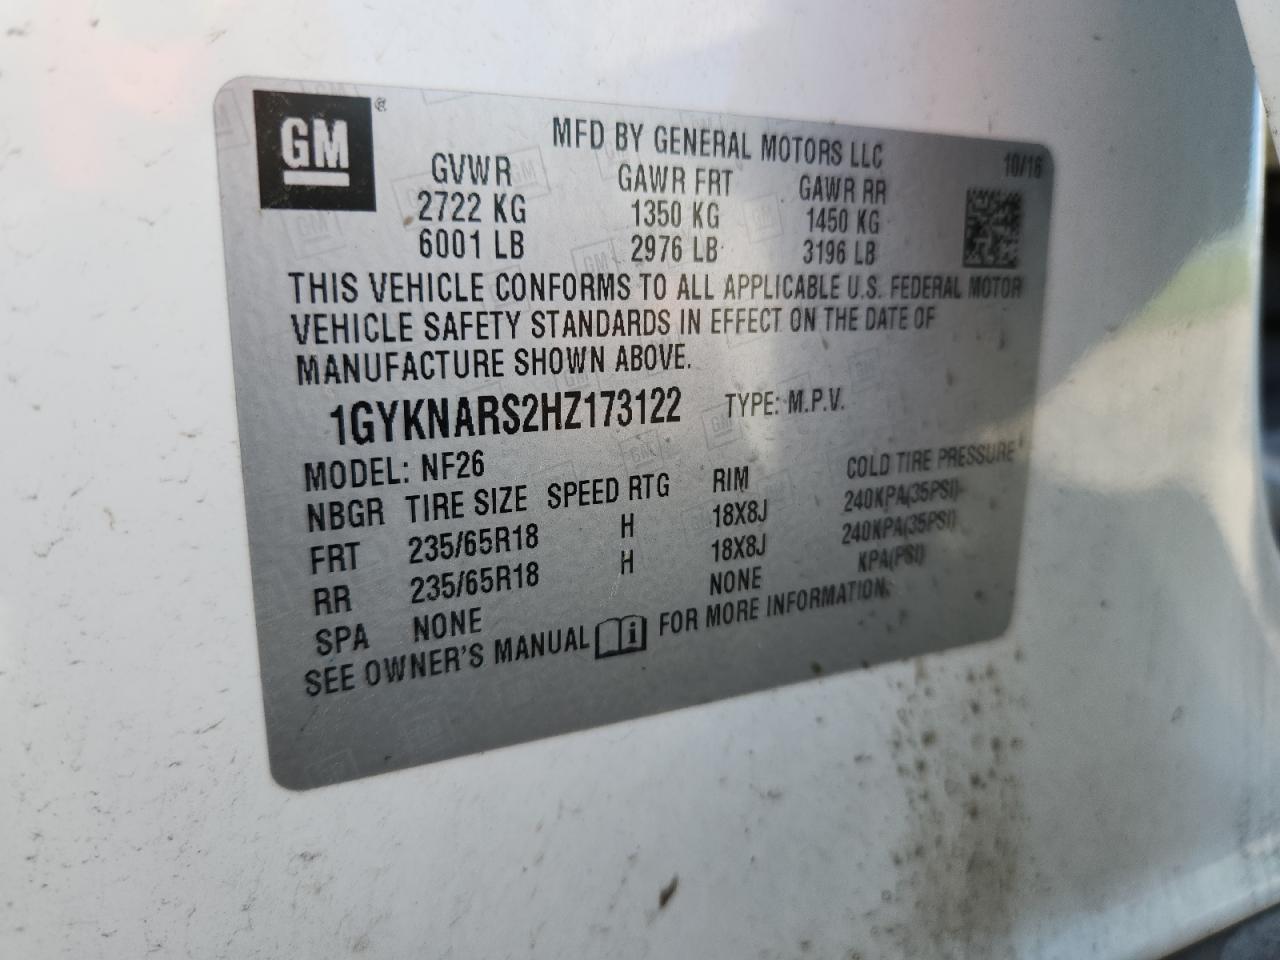 GM ®
MFD BY GENERAL MOTORS LLC
10/16
GVWR GAWR FRT GAWR RR
2722 KG 1350 KG 1450 KG
6001 LB 2976 LB 3196 LB
THIS VEHICLE CONFORMS TO ALL APPLICABLE U.S. FEDERAL MOTOR
VEHICLE SAFETY STANDARDS IN EFFECT ON THE DATE OF
MANUFACTURE SHOWN ABOVE.
1GYKNARS2HZ173122 TYPE: M.P.V.
MODEL: NF26
NBGR TIRE SIZE SPEED RTG RIM COLD TIRE PRESSURE
FRT 235/65R18 H 18X8J 240KPA(35PSI)
RR 235/65R18 H 18X8J 240KPA(35PSI)
SPA NONE NONE KPA(PSI)
SEE OWNER'S MANUAL FOR MORE INFORMATION.